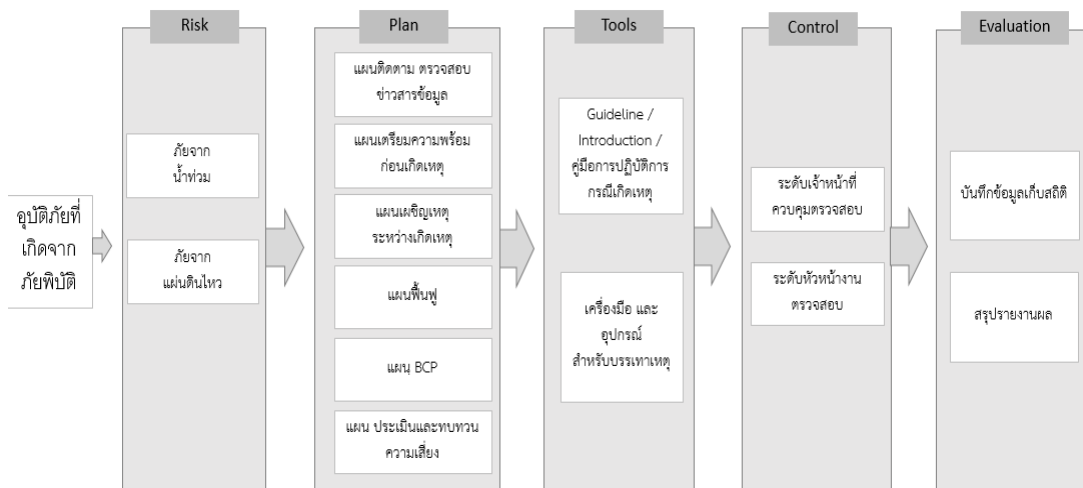 อุบัติภัยที่
เกิดจาก
ภัยพิบัติ
Risk
ภัยจาก
น้ำท่วม
ภัยจาก
แผ่นดินไหว
Plan
แผนติดตาม ตรวจสอบ
ข่าวสารข้อมูล
แผนเตรียมความพร้อม
ก่อนเกิดเหตุ
แผนเผชิญเหตุ
ระหว่างเกิดเหตุ
แผนฟื้นฟู
แผน BCP
แผน ประเมินและทบทวน
ความเสี่ยง
Tools
Guideline /
Introduction /
คู่มือการปฏิบัติการ
กรณีเกิดเหตุ
เครื่องมือ และ
อุปกรณ์
สำหรับบรรเทาเหตุ
Control
ระดับเจ้าหน้าที่
ควบคุมตรวจสอบ
ระดับหัวหน้างาน
ตรวจสอบ
Evaluation
บันทึกข้อมูลเก็บสถิติ
สรุปรายงานผล